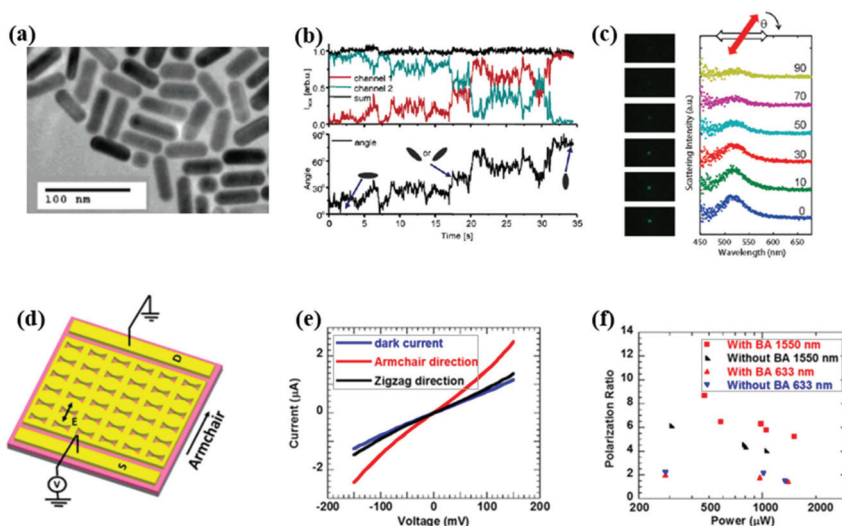 (a)
100 nm
(b)
1.0
0.5
0.0
channel 1
channel 2
sum
90°
60°
30°
0°
angle
or
Angle
0 5 10 15 20 25 30 35
Time [s]
(c)
θ
Scattering Intensity (a.u.)
90
70
50
30
10
0
450 500 550 600 650
Wavelength (nm)
(d)
D
E
S
V
Armchair
(e)
dark current
Armchair direction
Zigzag direction
Current (μA)
2
0
-2
-150 0 150
Voltage (mV)
(f)
With BA 1550 nm
Without BA 1550 nm
With BA 633 nm
Without BA 633 nm
Polarization Ratio
14
12
10
8
6
4
2
0
200 500 1000 2000
Power (μW)